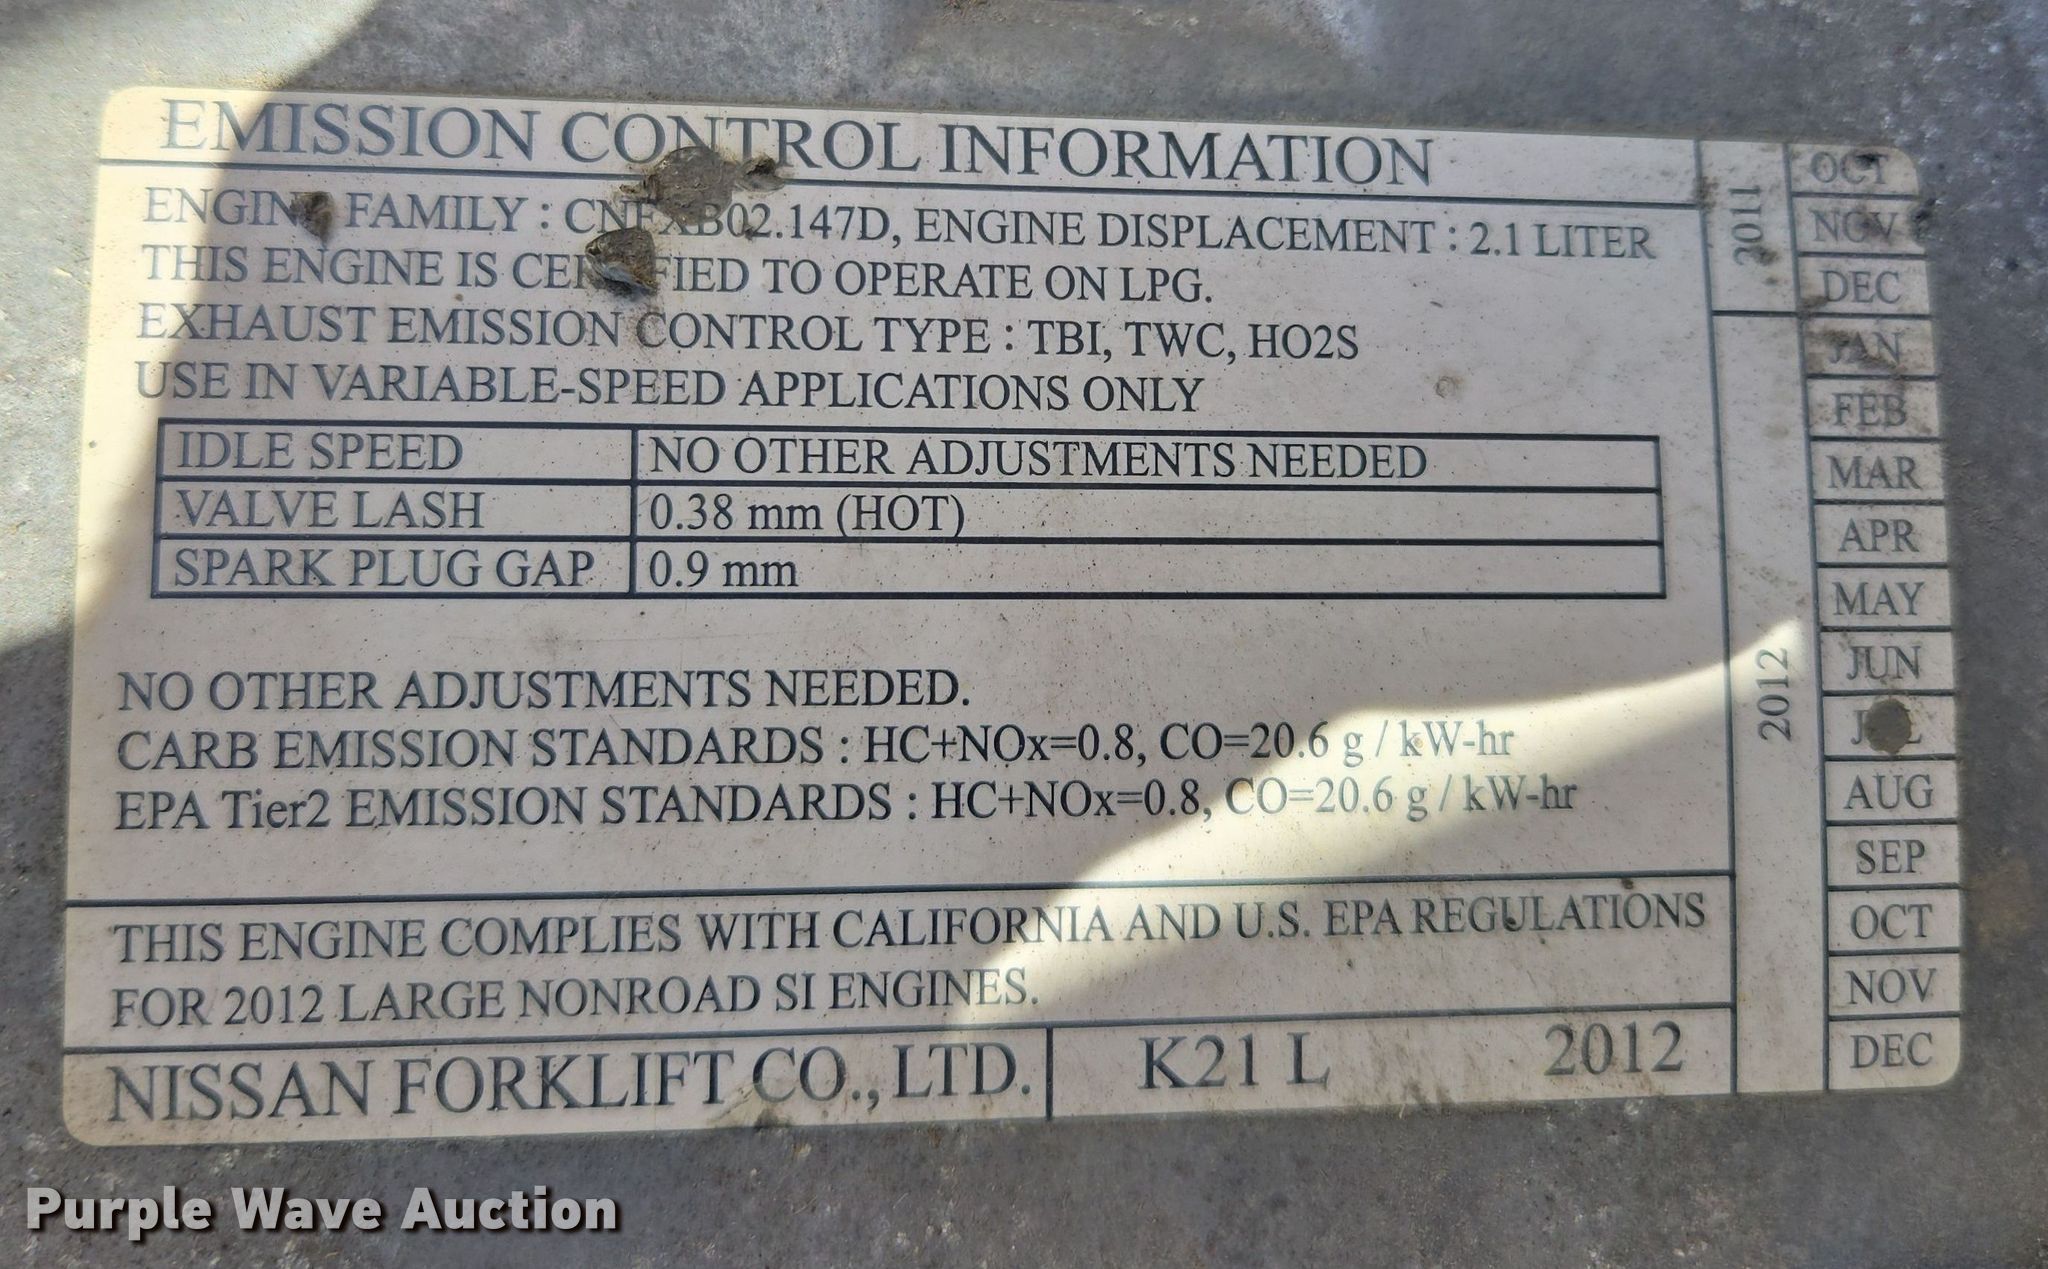 EMISSION CONTROL INFORMATION
ENGINE FAMILY : CNFXB02.147D, ENGINE DISPLACEMENT : 2.1 LITER
THIS ENGINE IS CERTIFIED TO OPERATE ON LPG.
EXHAUST EMISSION CONTROL TYPE : TBI, TWC, HO2S
USE IN VARIABLE-SPEED APPLICATIONS ONLY
IDLE SPEED NO OTHER ADJUSTMENTS NEEDED
VALVE LASH 0.38 mm (HOT)
SPARK PLUG GAP 0.9 mm
NO OTHER ADJUSTMENTS NEEDED.
CARB EMISSION STANDARDS : HC+NOx=0.8, CO=20.6 g / kW-hr
EPA Tier2 EMISSION STANDARDS : HC+NOx=0.8, CO=20.6 g / kW-hr
THIS ENGINE COMPLIES WITH CALIFORNIA AND U.S. EPA REGULATIONS
FOR 2012 LARGE NONROAD SI ENGINES.
NISSAN FORKLIFT CO., LTD. K21 L 2012
2011
OCT
NOV
DEC
2012
JAN
FEB
MAR
APR
MAY
JUN
JUL
AUG
SEP
OCT
NOV
DEC
Purple Wave Auction